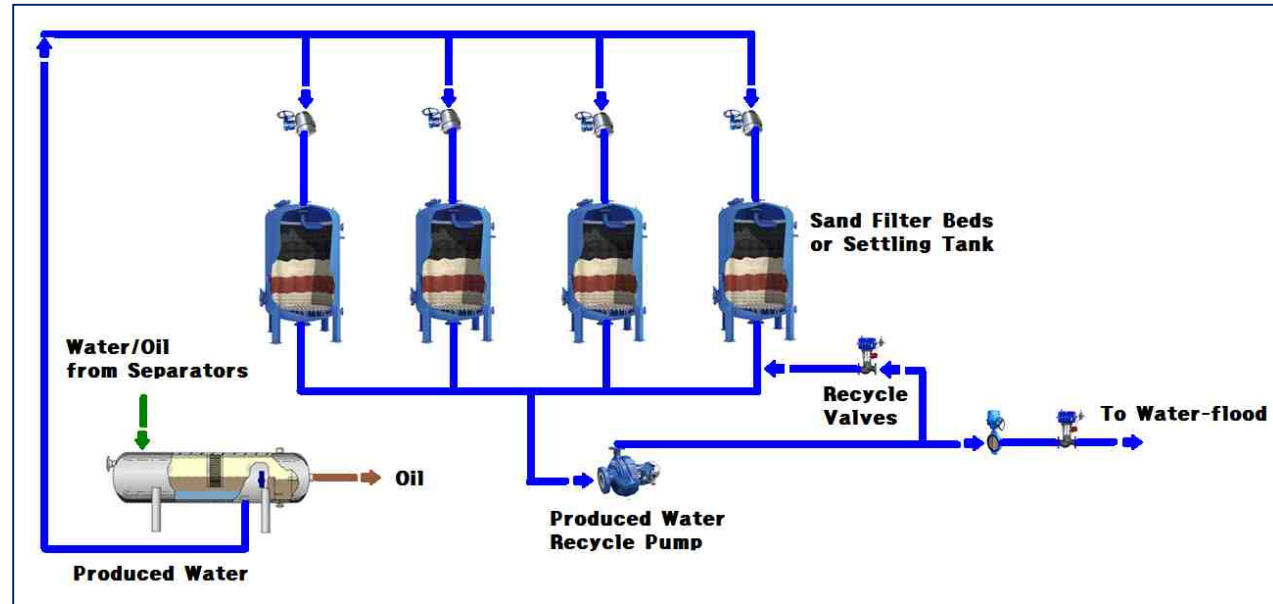 Sand Filter Beds
or Settling Tank
Water/Oil
from Separators
Recycle
Valves
To Water-flood
Oil
Produced Water
Recycle Pump
Produced Water